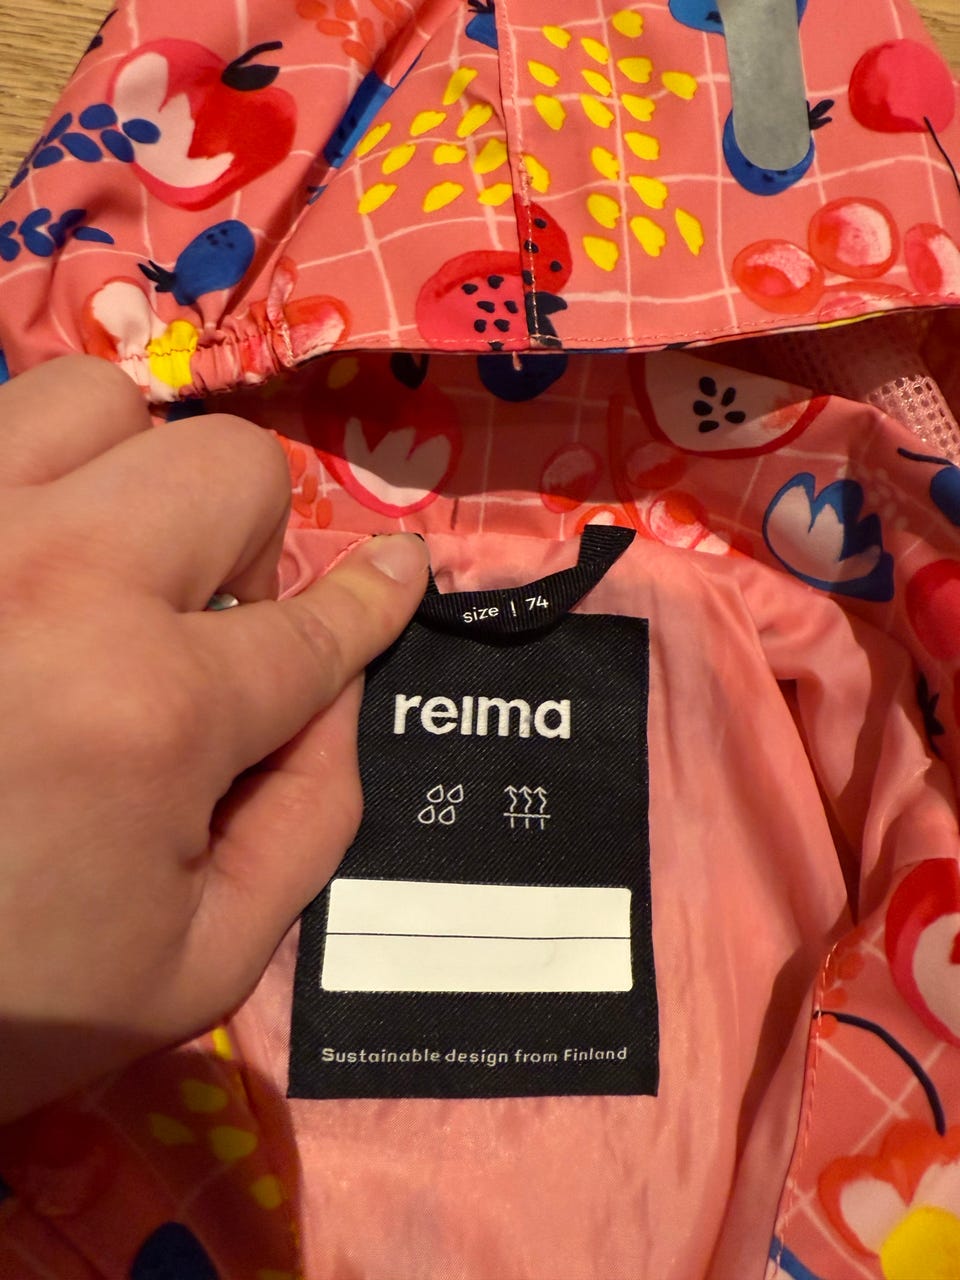 size | 74
reima
Sustainable design from Finland